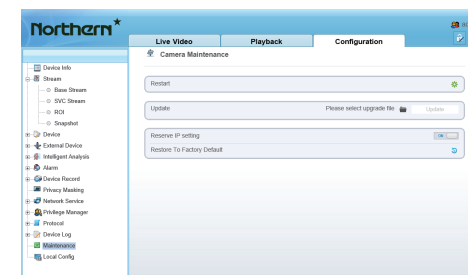 Northern
Live Video
Playback
Configuration
Camera Maintenance
Device Info
Stream
Base Stream
SVC Stream
ROI
Snapshot
Device
External Device
Intelligent Analysis
Alarm
Device Record
Privacy Masking
Network Service
Privilege Manager
Protocol
Device Log
Maintenance
Local Config
Restart
Update
Please select upgrade file
Update
Reserve IP setting
Restore To Factory Default